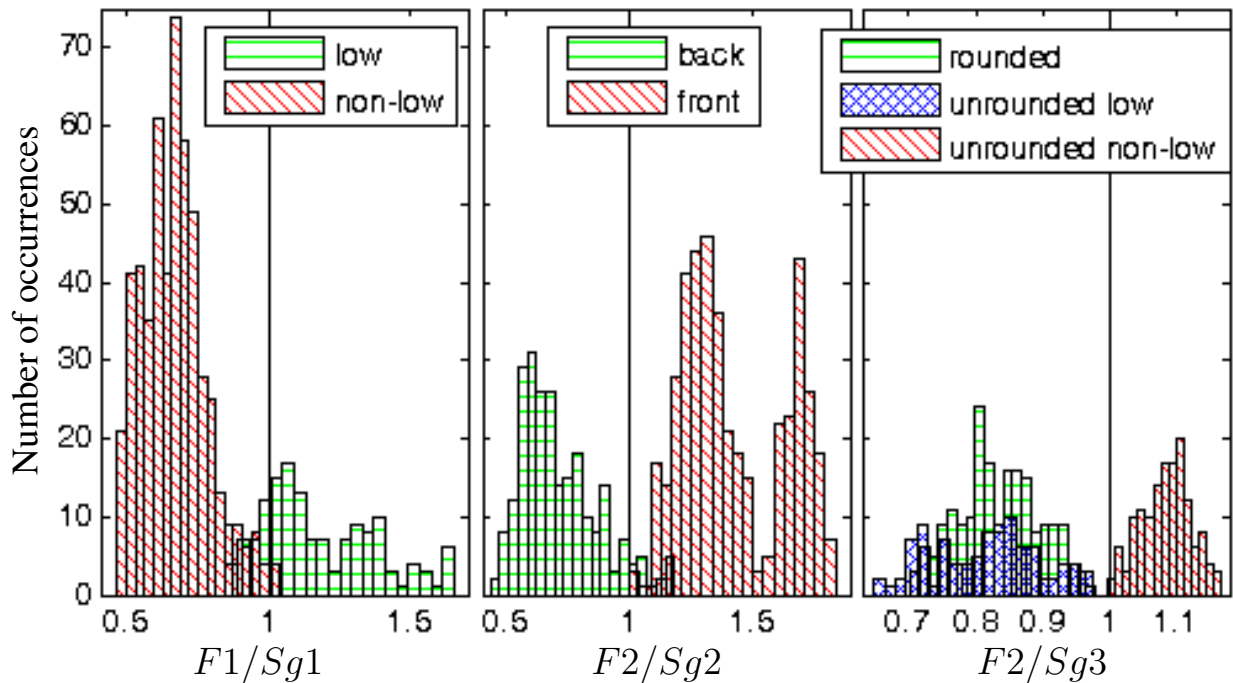 70
60
50
40
30
20
10
0
Number of occurrences
low
non-low
0.5
1
1.5
F1/Sg1
back
front
0.5
1
1.5
F2/Sg2
rounded
unrounded low
unrounded non-low
0.7
0.8
0.9
1
1.1
F2/Sg3